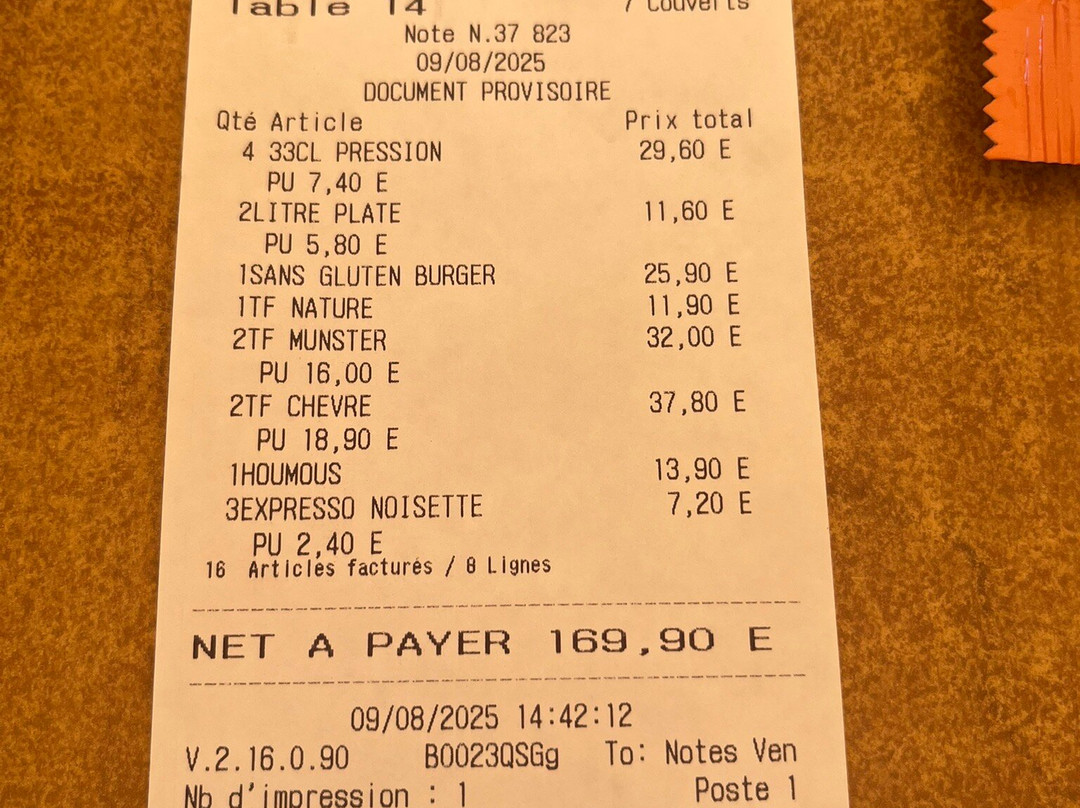 Table 14 7 Couverts
Note N.37 823
09/08/2025
DOCUMENT PROVISOIRE
Qté Article Prix total
4 33CL PRESSION 29,60 E
PU 7,40 E
2LITRE PLATE 11,60 E
PU 5,80 E
1SANS GLUTEN BURGER 25,90 E
1TF NATURE 11,90 E
2TF MUNSTER 32,00 E
PU 16,00 E
2TF CHEVRE 37,80 E
PU 18,90 E
1HOUMOUS 13,90 E
3EXPRESSO NOISETTE 7,20 E
PU 2,40 E
16 Articles facturés / 8 Lignes
NET A PAYER 169,90 E
09/08/2025 14:42:12
V.2.16.0.90 B0023QSGg To: Notes Ven
Nb d'impression : 1 Poste 1